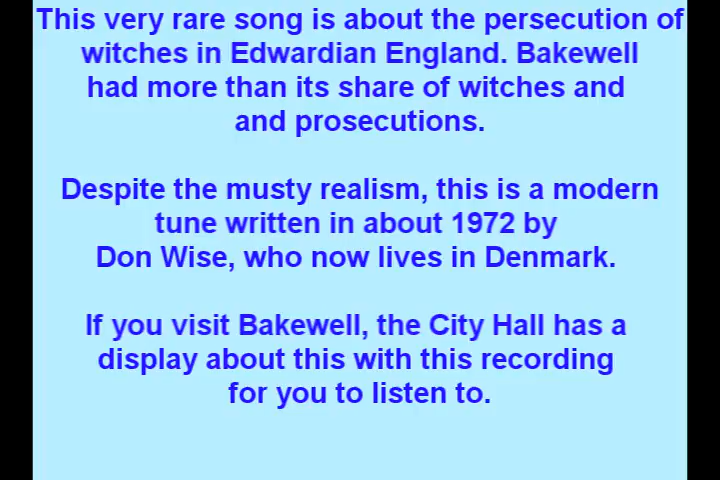 This very rare song is about the persecution of
witches in Edwardian England. Bakewell
had more than its share of witches and
and prosecutions.
Despite the musty realism, this is a modern
tune written in about 1972 by
Don Wise, who now lives in Denmark.
If you visit Bakewell, the City Hall has a
display about this with this recording
for you to listen to.